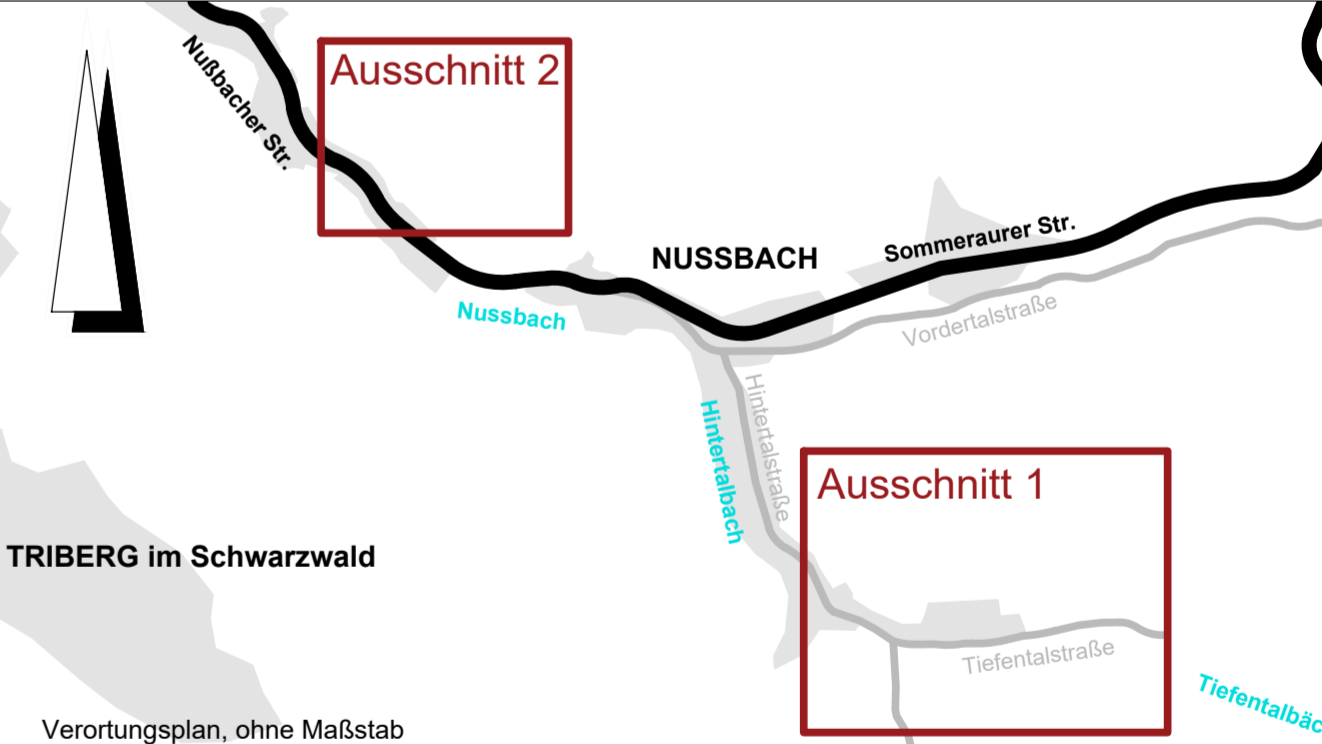 Nußbacher Str.
Ausschnitt 2
NUSSBACH
Sommeraurer Str.
Nussbach
Vordertalstraße
Hintertalstraße
Hintertalbach
Ausschnitt 1
TRIBERG im Schwarzwald
Tiefentalstraße
Tiefentalbäc
Verortungsplan, ohne Maßstab